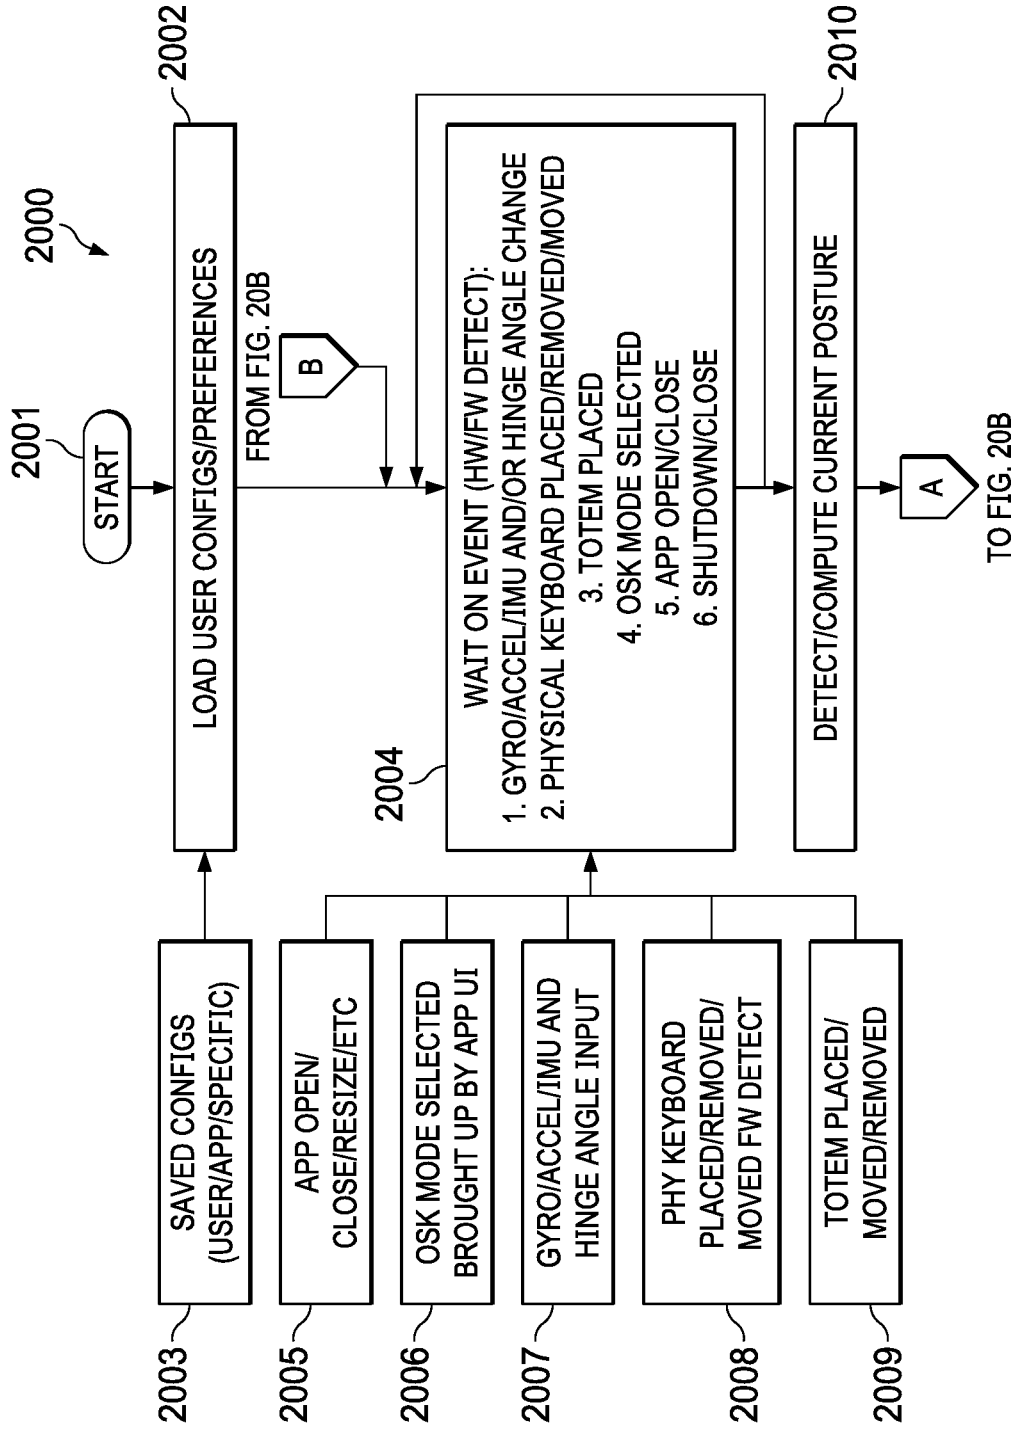 2000
2001
START
2002
LOAD USER CONFIGS/PREFERENCES
2003
SAVED CONFIGS
(USER/APP/SPECIFIC)
FROM FIG. 20B
B
2004
WAIT ON EVENT (HW/FW DETECT):
1. GYRO/ACCEL/IMU AND/OR HINGE ANGLE CHANGE
2. PHYSICAL KEYBOARD PLACED/REMOVED/MOVED
3. TOTEM PLACED
4. OSK MODE SELECTED
5. APP OPEN/CLOSE
6. SHUTDOWN/CLOSE
2005
APP OPEN/
CLOSE/RESIZE/ETC
2006
OSK MODE SELECTED
BROUGHT UP BY APP UI
2007
GYRO/ACCEL/IMU AND
HINGE ANGLE INPUT
2008
PHY KEYBOARD
PLACED/REMOVED/
MOVED FW DETECT
2009
TOTEM PLACED/
MOVED/REMOVED
2010
DETECT/COMPUTE CURRENT POSTURE
A
TO FIG. 20B